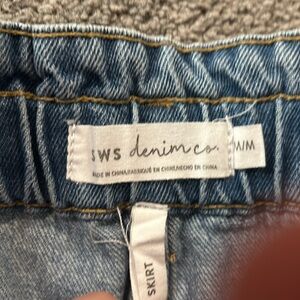 SWS denim co.
MADE IN CHINA/FABRIQUÉ EN CHINE/HECHO EN CHINA
M/M
SKIRT